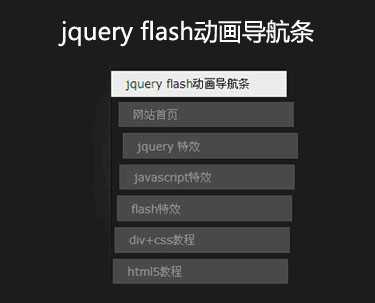 jquery flash动画导航条
jquery flash动画导航条
网站首页
jquery 特效
javascript特效
flash特效
div+css教程
html5教程